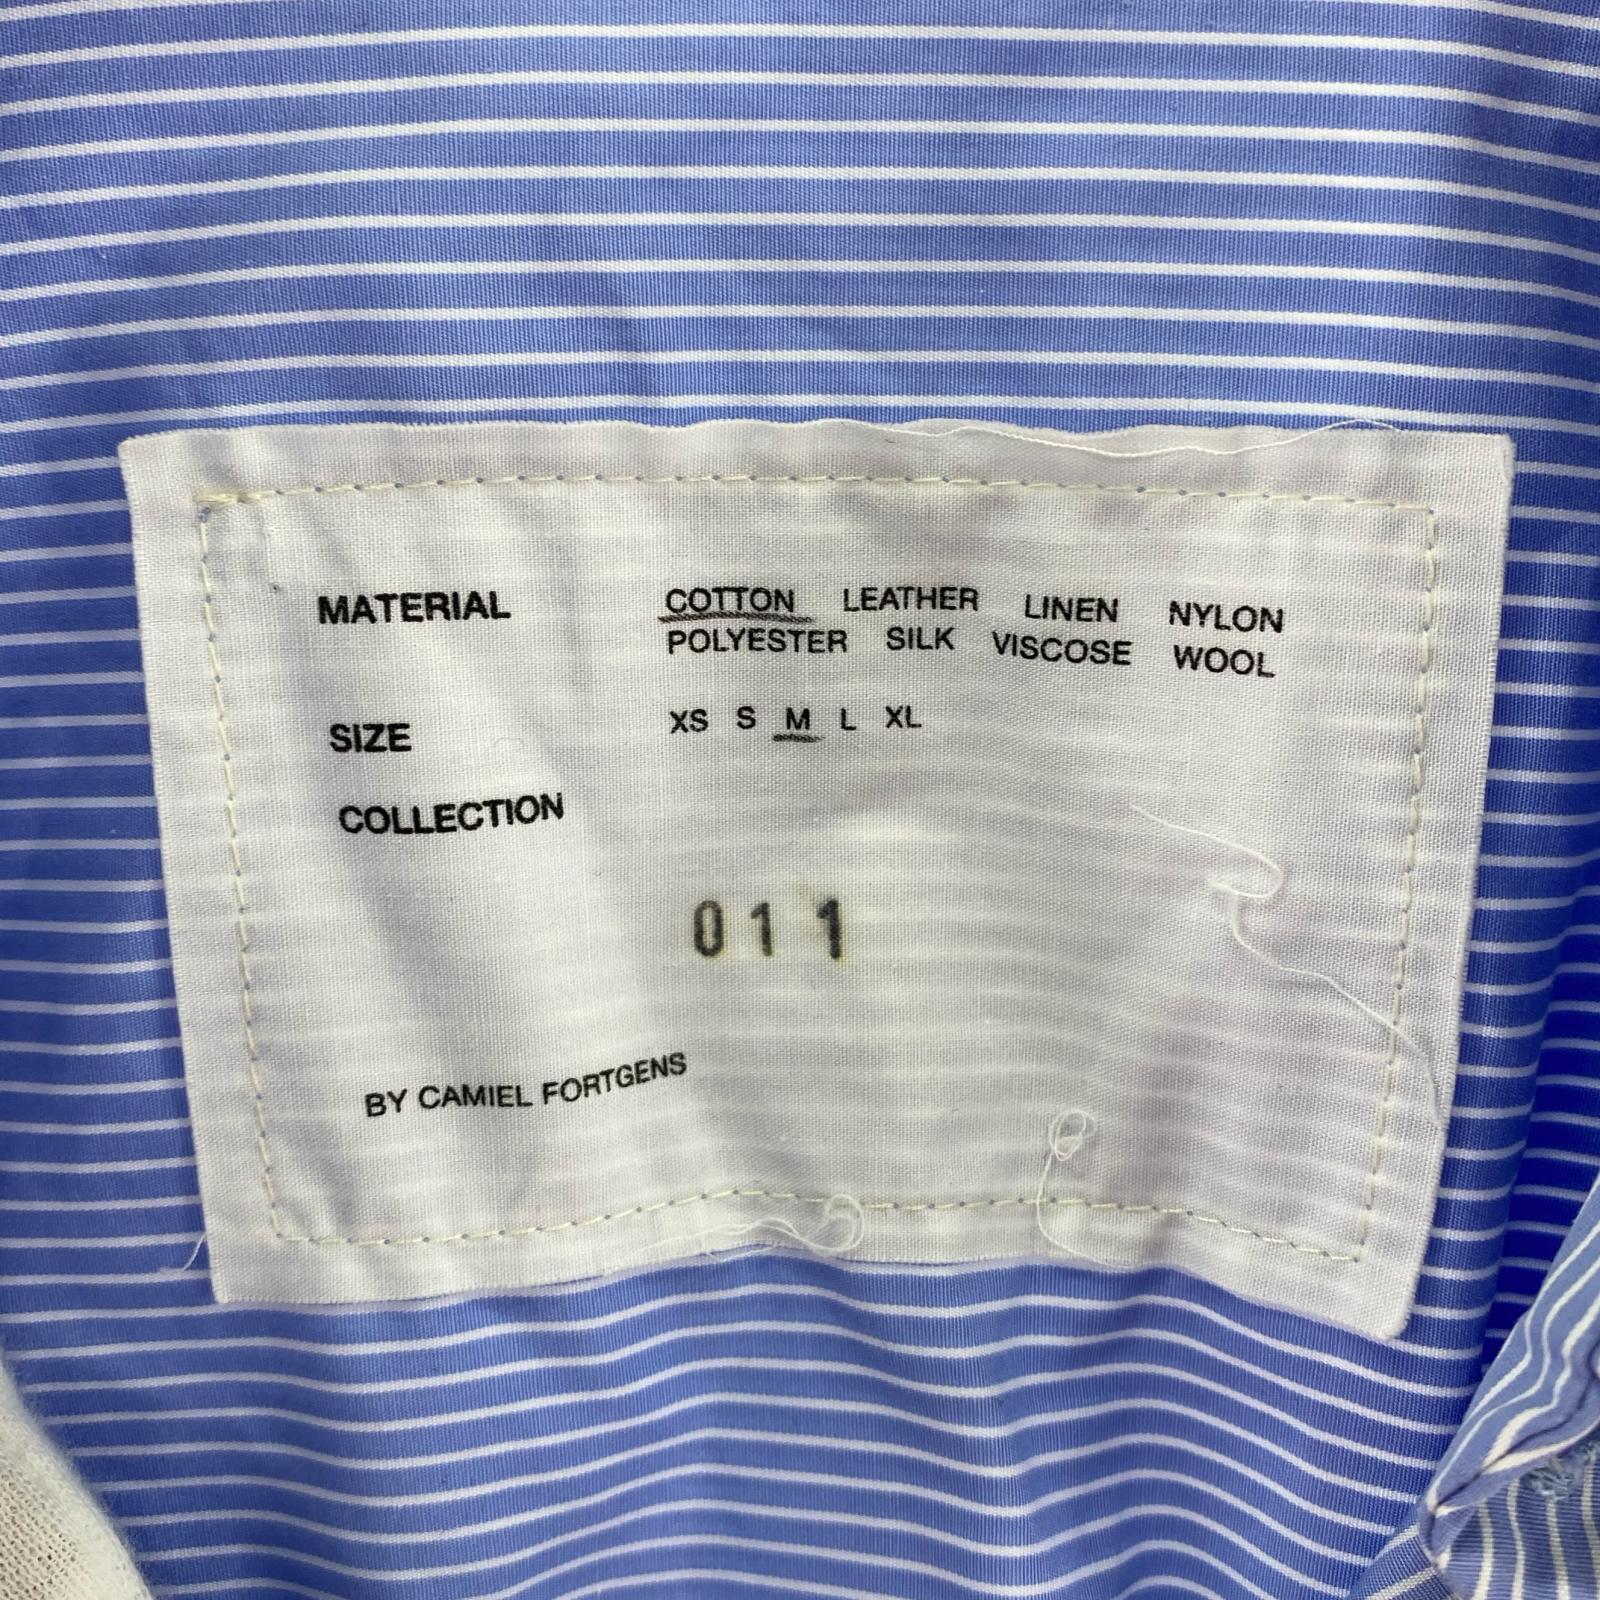 MATERIAL COTTON LEATHER LINEN NYLON
POLYESTER SILK VISCOSE WOOL
SIZE XS S M L XL
COLLECTION
011
BY CAMIEL FORTGENS